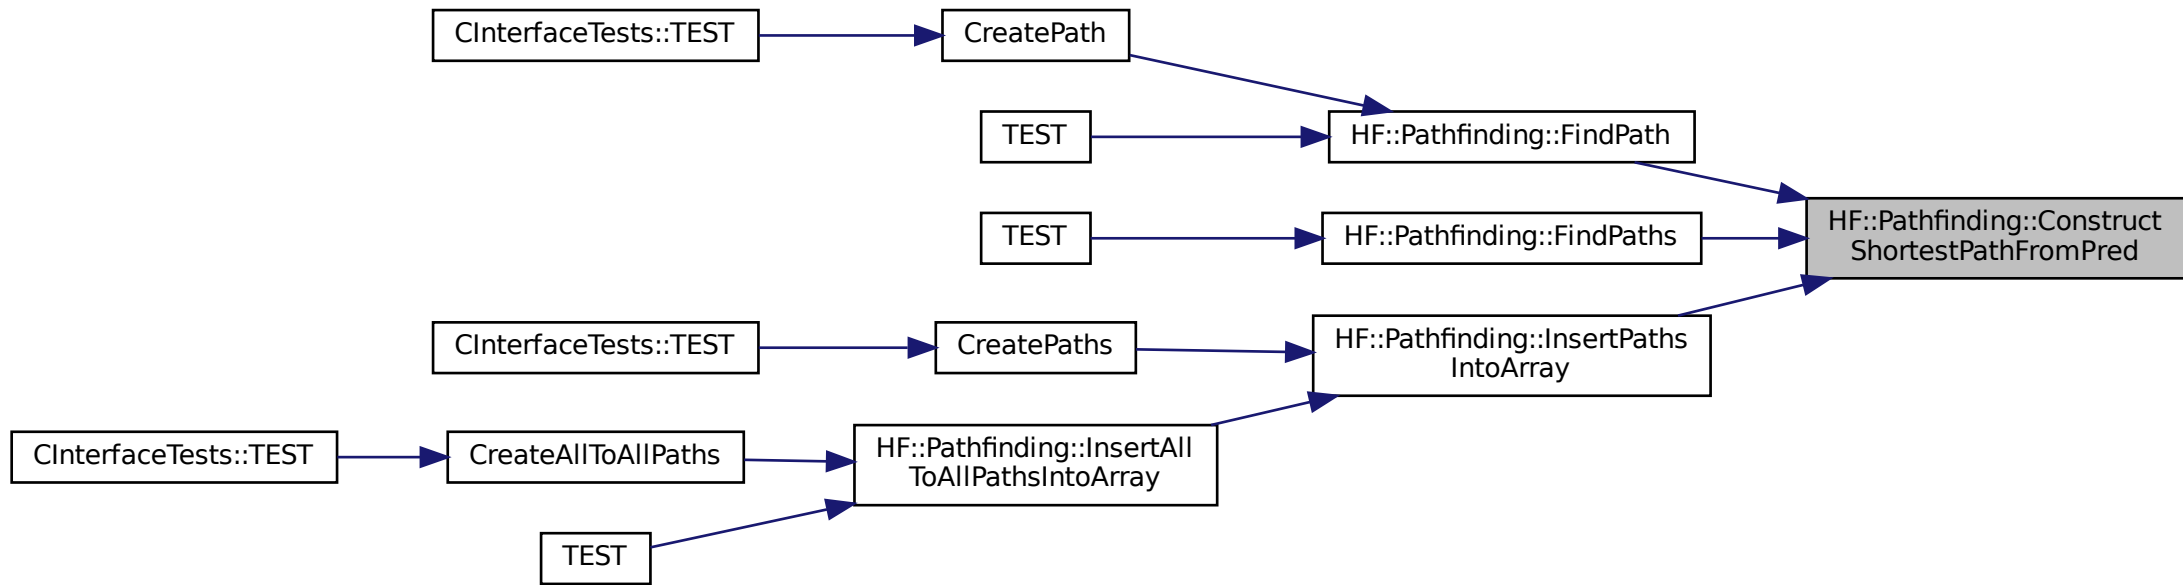 CInterfaceTests::TEST
CreatePath
TEST
HF::Pathfinding::FindPath
TEST
HF::Pathfinding::FindPaths
HF::Pathfinding::Construct
ShortestPathFromPred
CInterfaceTests::TEST
CreatePaths
HF::Pathfinding::InsertPaths
IntoArray
CInterfaceTests::TEST
CreateAllToAllPaths
HF::Pathfinding::InsertAll
ToAllPathsIntoArray
TEST